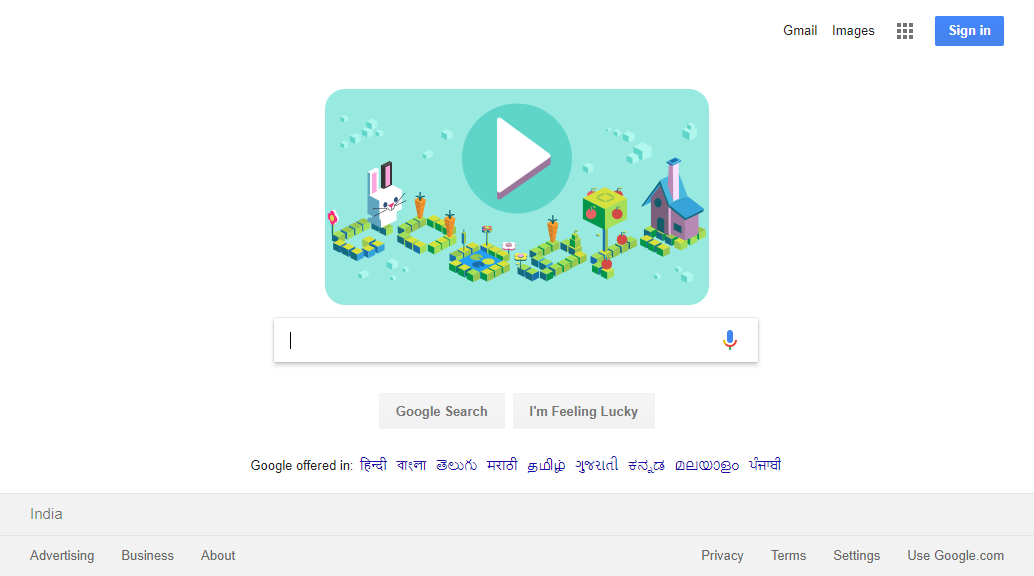 Gmail Images Sign in
Google Search I'm Feeling Lucky
Google offered in: हिन्दी বাংলা తెలుగు मराठी தமிழ் ગુજરાતી ಕನ್ನಡ മലയാളം ਪੰਜਾਬੀ
India
Advertising Business About Privacy Terms Settings Use Google.com